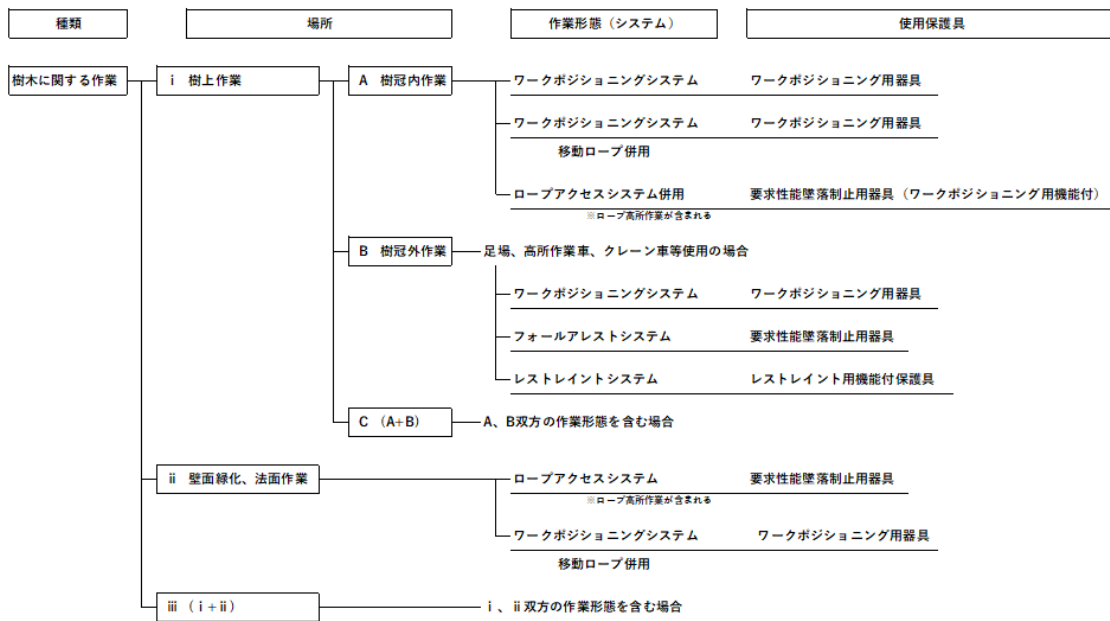 種類 場所 作業形態（システム） 使用保護具
樹木に関する作業 ⅰ 樹上作業 A 樹冠内作業 ワークポジショニングシステム ワークポジショニング用器具
ワークポジショニングシステム ワークポジショニング用器具
移動ロープ併用
ロープアクセスシステム併用 要求性能墜落制止用器具（ワークポジショニング用機能付）
※ロープ高所作業が含まれる
B 樹冠外作業 足場、高所作業車、クレーン車等使用の場合
ワークポジショニングシステム ワークポジショニング用器具
フォールアレストシステム 要求性能墜落制止用器具
レストレイントシステム レストレイント用機能付保護具
C （A+B） A、B双方の作業形態を含む場合
ⅱ 壁面緑化、法面作業 ロープアクセスシステム 要求性能墜落制止用器具
※ロープ高所作業が含まれる
ワークポジショニングシステム ワークポジショニング用器具
移動ロープ併用
ⅲ （ⅰ+ⅱ） ⅰ、ⅱ双方の作業形態を含む場合